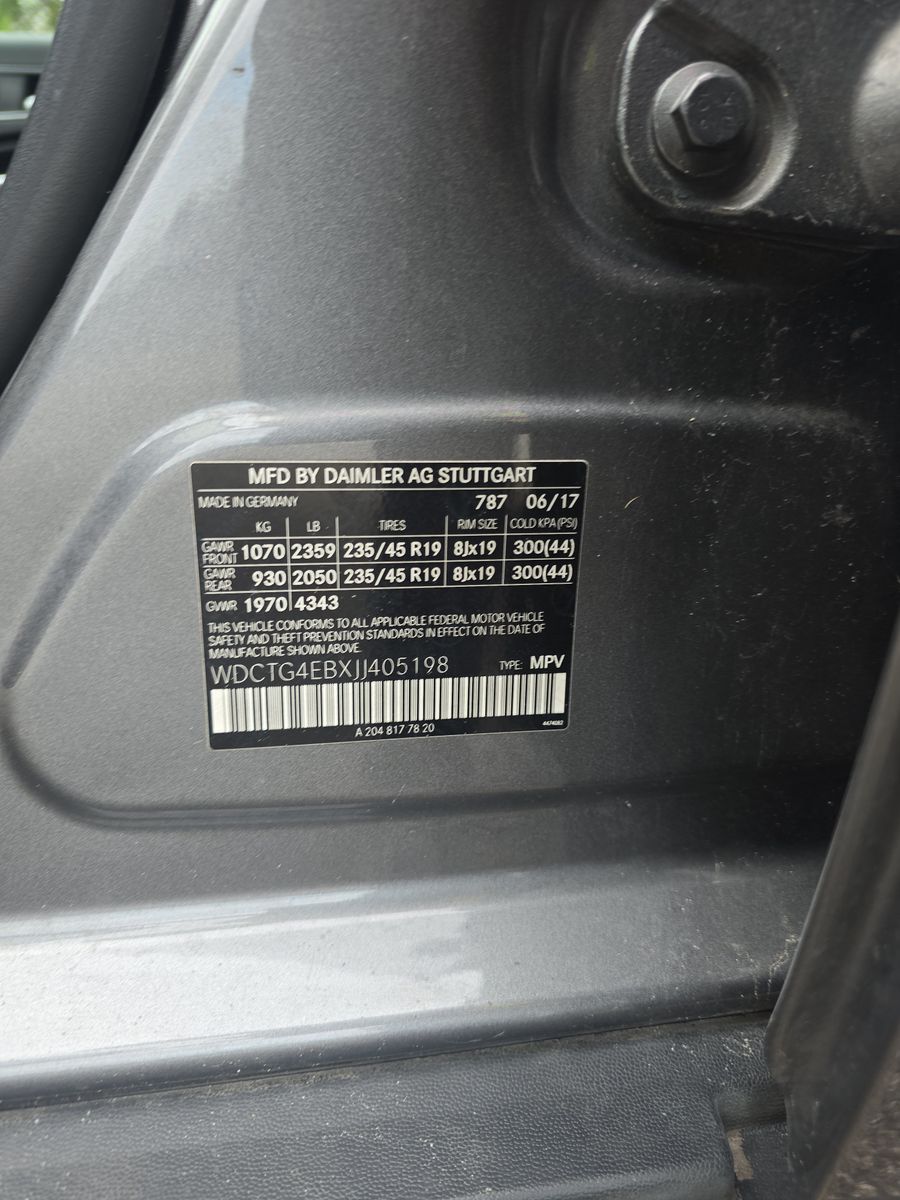 MFD BY DAIMLER AG STUTTGART
MADE IN GERMANY 787 06/17
KG LB TIRES RIM SIZE COLD KPA (PSI)
GAWR FRONT 1070 2359 235/45 R19 8Jx19 300(44)
GAWR REAR 930 2050 235/45 R19 8Jx19 300(44)
GVWR 1970 4343
THIS VEHICLE CONFORMS TO ALL APPLICABLE FEDERAL MOTOR VEHICLE
SAFETY AND THEFT PREVENTION STANDARDS IN EFFECT ON THE DATE OF
MANUFACTURE SHOWN ABOVE.
WDCTG4EBXJJ405198 TYPE: MPV
A 204 817 78 20